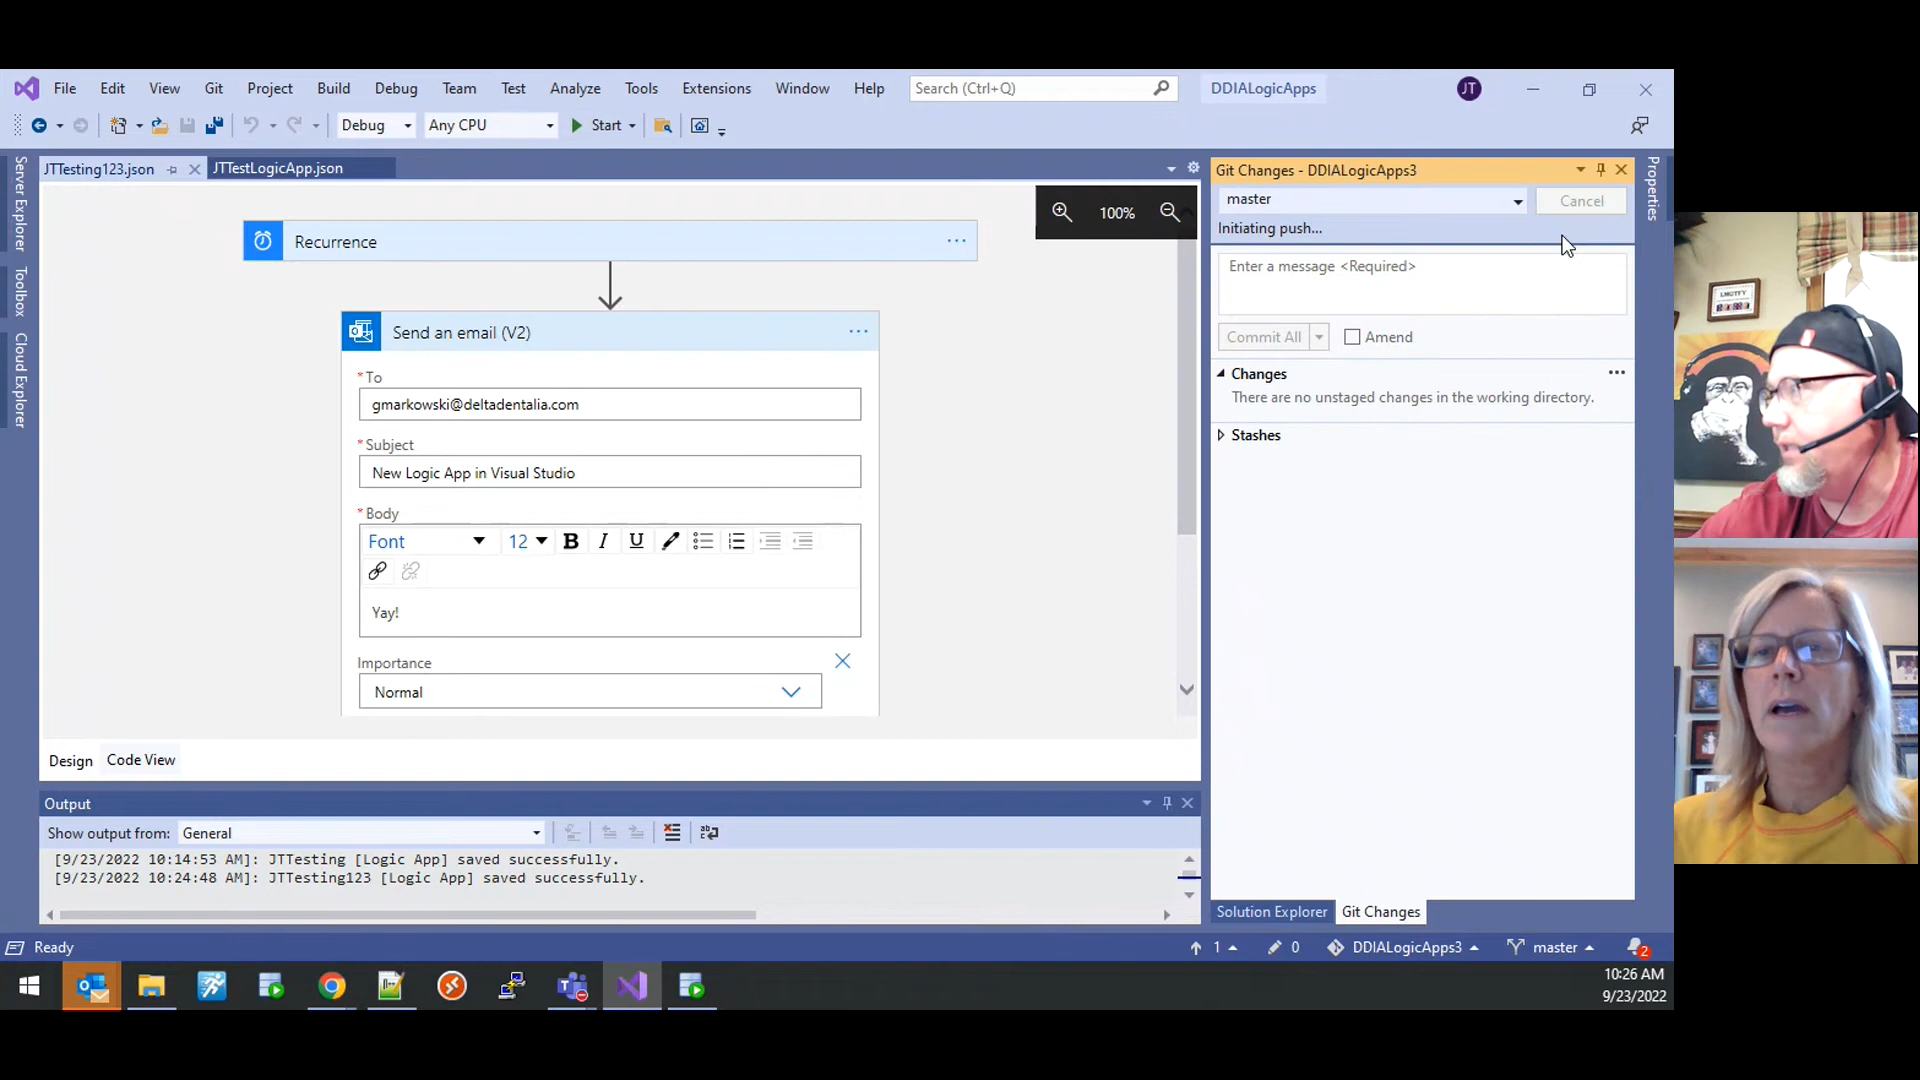 File Edit View Git Project Build Debug Team Test Analyze Tools Extensions Window Help Search (Ctrl+Q) DDIALogicApps JT
Debug Any CPU Start
Server Explorer
Toolbox
Cloud Explorer
JTTesting123.json JTTestLogicApp.json
100%
Recurrence
Send an email (V2)
* To
gmarkowski@deltadentalia.com
* Subject
New Logic App in Visual Studio
* Body
Font 12 B I U
Yay!
Importance
Normal
Design Code View
Output
Show output from: General
[9/23/2022 10:14:53 AM]: JTTesting [Logic App] saved successfully.
[9/23/2022 10:24:48 AM]: JTTesting123 [Logic App] saved successfully.
Git Changes - DDIALogicApps3
master Cancel
Initiating push...
Enter a message <Required>
Commit All Amend
Changes
There are no unstaged changes in the working directory.
Stashes
Solution Explorer Git Changes
Properties
LMGTFY
Ready 1 0 DDIALogicApps3 master 2
10:26 AM
9/23/2022